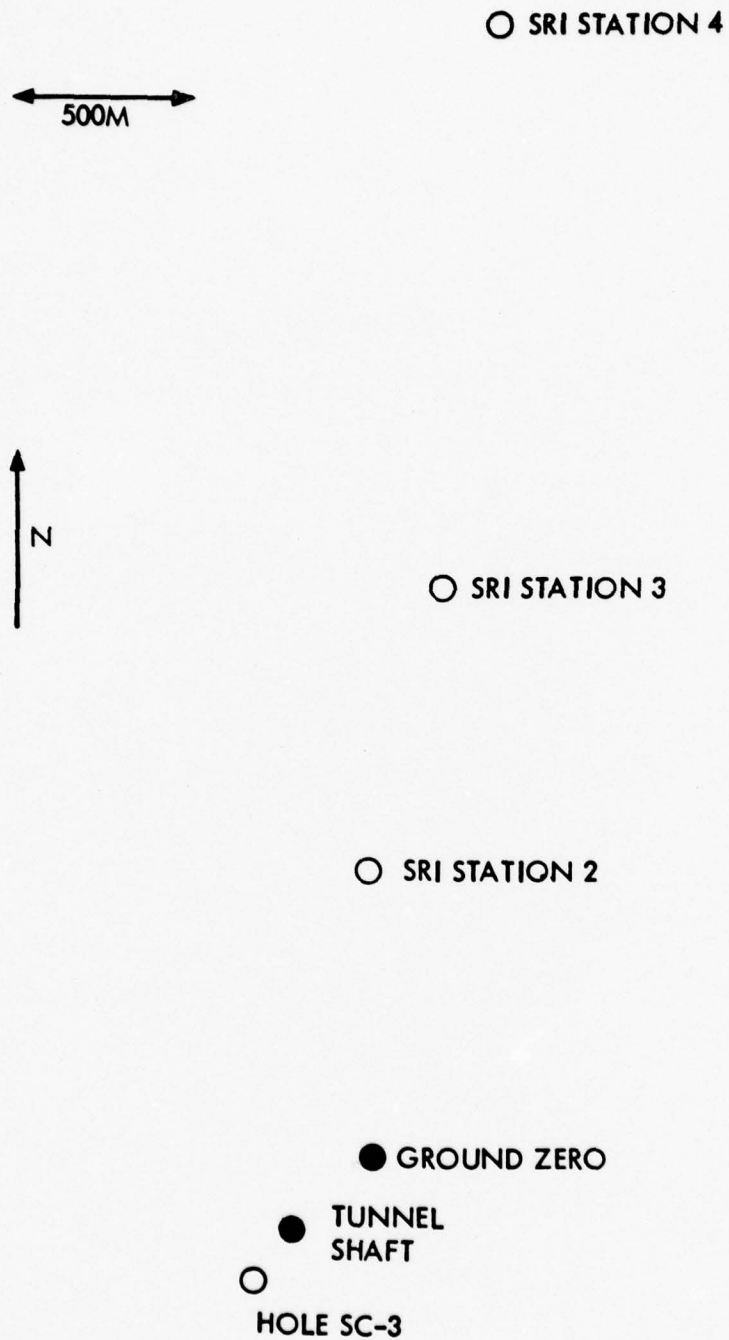 SRI STATION 4
500M
N
SRI STATION 3
SRI STATION 2
GROUND ZERO
TUNNEL
SHAFT
HOLE SC-3